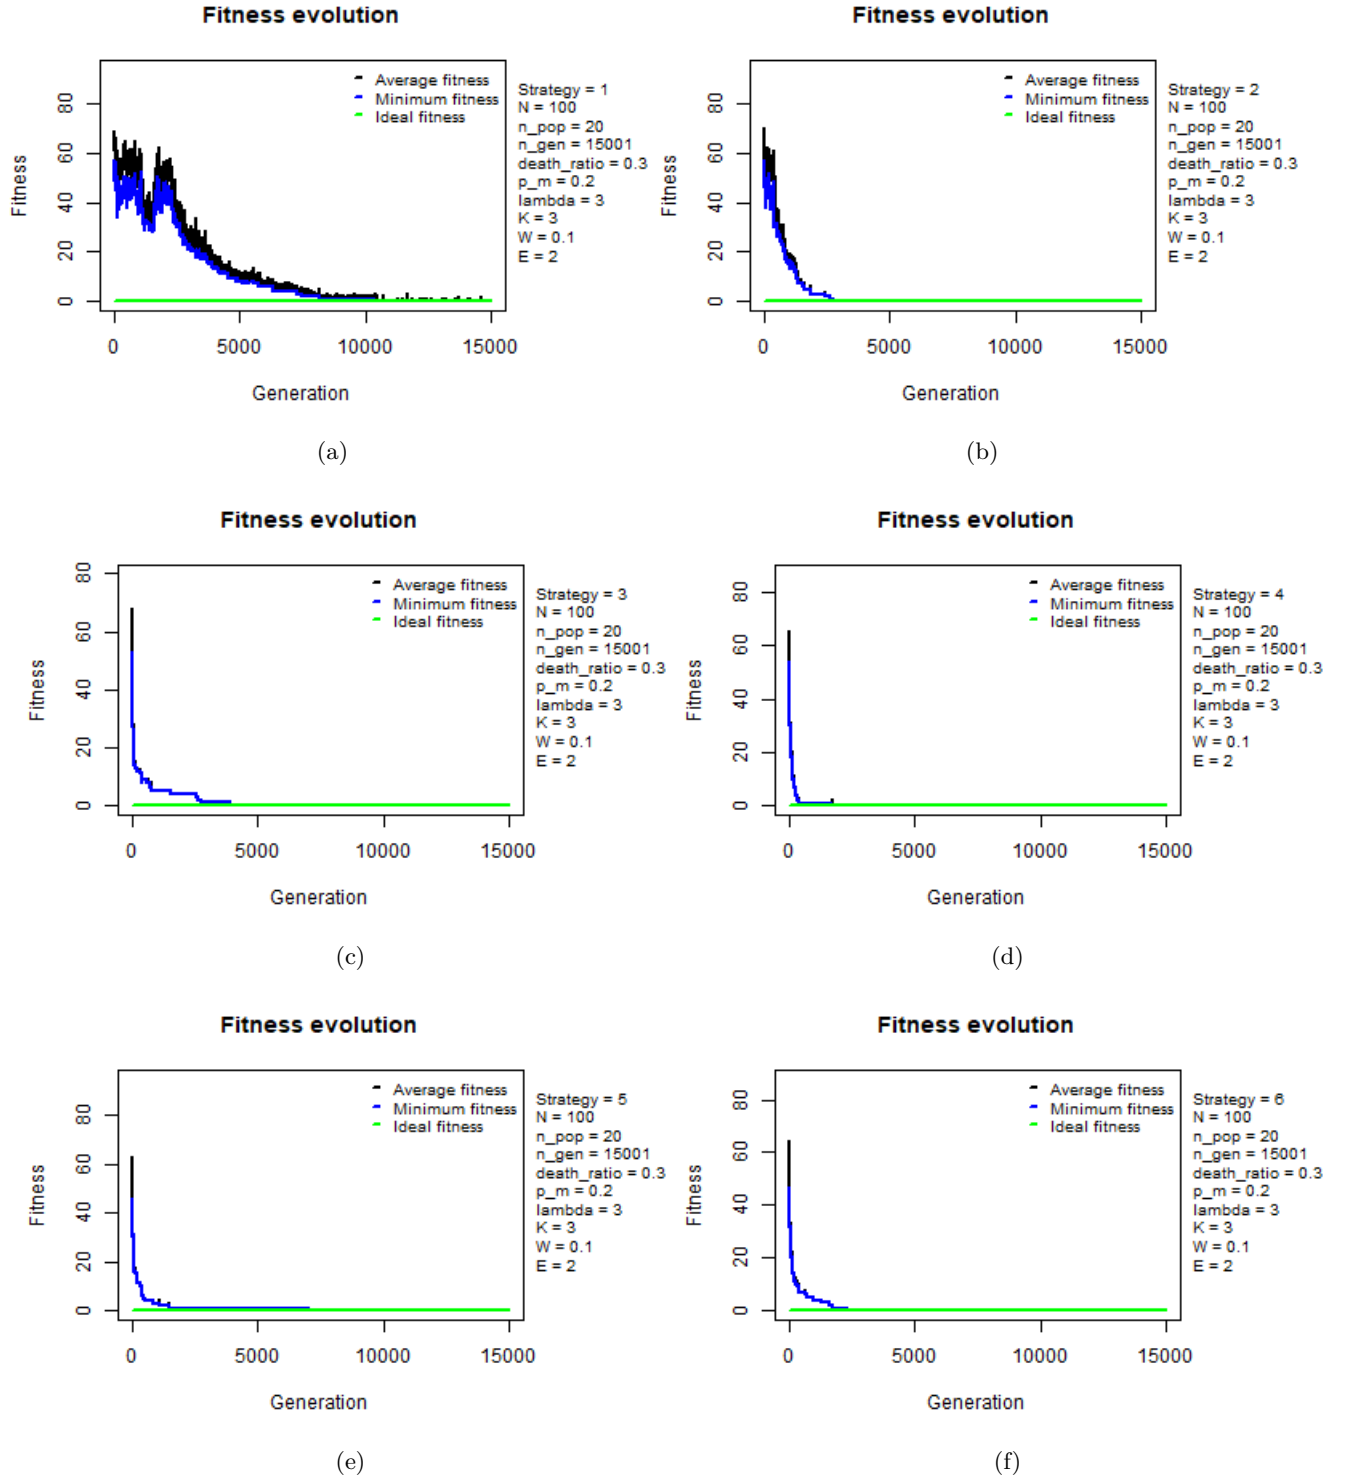 Fitness evolution
Fitness
80
60
40
20
0
Average fitness
Minimum fitness
Ideal fitness
Strategy = 1
N = 100
n_pop = 20
n_gen = 15001
death_ratio = 0.3
p_m = 0.2
lambda = 3
K = 3
W = 0.1
E = 2
0 5000 10000 15000
Generation
(a)
Fitness evolution
Fitness
80
60
40
20
0
Average fitness
Minimum fitness
Ideal fitness
Strategy = 2
N = 100
n_pop = 20
n_gen = 15001
death_ratio = 0.3
p_m = 0.2
lambda = 3
K = 3
W = 0.1
E = 2
0 5000 10000 15000
Generation
(b)
Fitness evolution
Fitness
80
60
40
20
0
Average fitness
Minimum fitness
Ideal fitness
Strategy = 3
N = 100
n_pop = 20
n_gen = 15001
death_ratio = 0.3
p_m = 0.2
lambda = 3
K = 3
W = 0.1
E = 2
0 5000 10000 15000
Generation
(c)
Fitness evolution
Fitness
80
60
40
20
0
Average fitness
Minimum fitness
Ideal fitness
Strategy = 4
N = 100
n_pop = 20
n_gen = 15001
death_ratio = 0.3
p_m = 0.2
lambda = 3
K = 3
W = 0.1
E = 2
0 5000 10000 15000
Generation
(d)
Fitness evolution
Fitness
80
60
40
20
0
Average fitness
Minimum fitness
Ideal fitness
Strategy = 5
N = 100
n_pop = 20
n_gen = 15001
death_ratio = 0.3
p_m = 0.2
lambda = 3
K = 3
W = 0.1
E = 2
0 5000 10000 15000
Generation
(e)
Fitness evolution
Fitness
80
60
40
20
0
Average fitness
Minimum fitness
Ideal fitness
Strategy = 6
N = 100
n_pop = 20
n_gen = 15001
death_ratio = 0.3
p_m = 0.2
lambda = 3
K = 3
W = 0.1
E = 2
0 5000 10000 15000
Generation
(f)